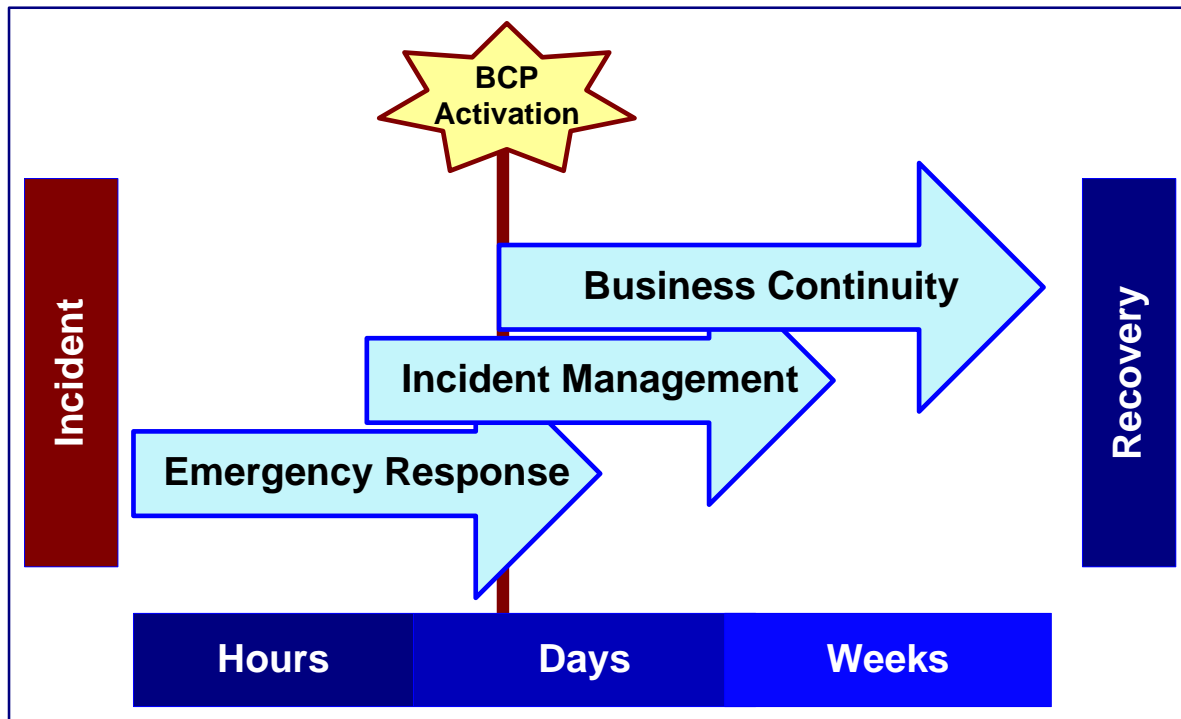 BCP
Activation
Incident
Business Continuity
Incident Management
Emergency Response
Recovery
Hours
Days
Weeks